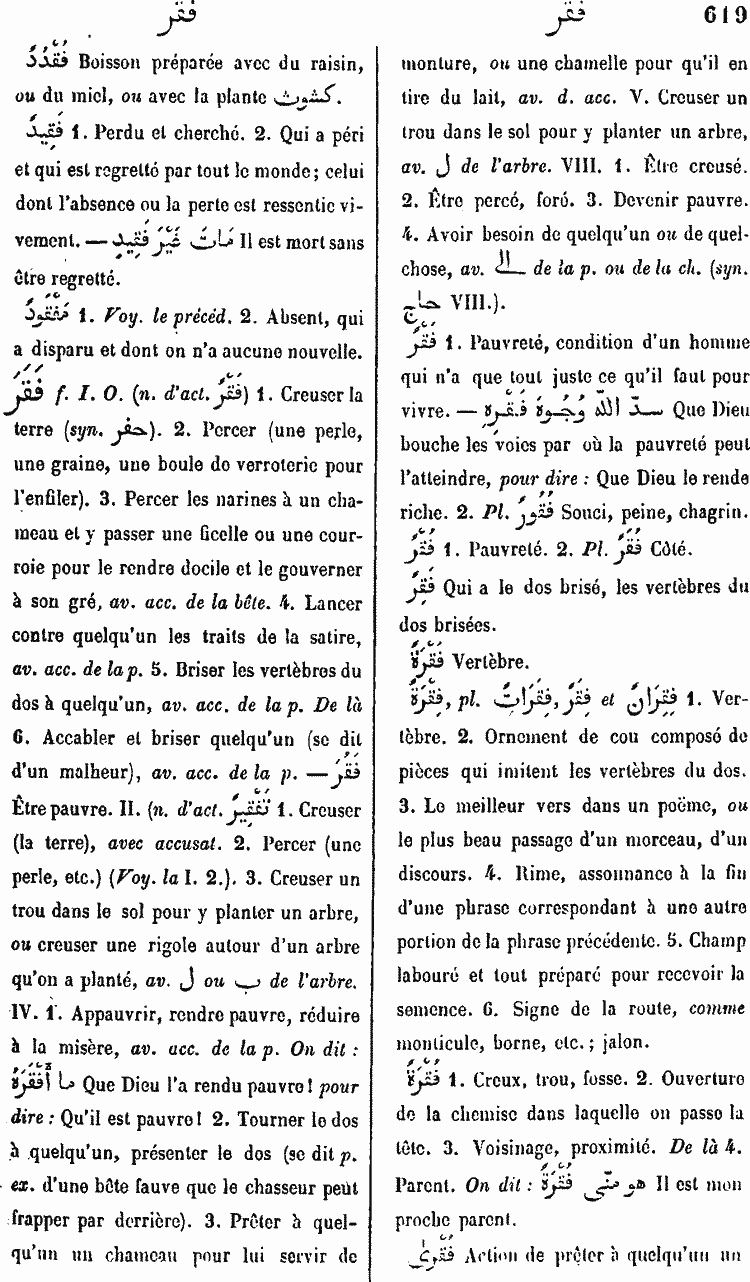 فقر
فقر 619
فُقْدُدٌ Boisson préparée avec du raisin,
ou du miel, ou avec la plante كشوث.
فَقِيدٌ 1. Perdu et cherché. 2. Qui a péri
et qui est regretté par tout le monde; celui
dont l'absence ou la perte est ressentie vi-
vement. — مَاتَ غَيْرَ فَقِيدٍ Il est mort sans
être regretté.
مَفْقُودٌ 1. Voy. le précéd. 2. Absent, qui
a disparu et dont on n'a aucune nouvelle.
فَقَرَ f. I. O. (n. d'act. فَقْرٌ) 1. Creuser la
terre (syn. حفر). 2. Percer (une perle,
une graine, une boule de verroterie pour
l'enfiler). 3. Percer les narines à un cha-
meau et y passer une ficelle ou une cour-
roie pour le rendre docile et le gouverner
à son gré, av. acc. de la bête. 4. Lancer
contre quelqu'un les traits de la satire,
av. acc. de la p. 5. Briser les vertèbres du
dos à quelqu'un, av. acc. de la p. De là
6. Accabler et briser quelqu'un (se dit
d'un malheur), av. acc. de la p. — فَقُرَ
Être pauvre. II. (n. d'act. تَفْقِيرٌ 1. Creuser
(la terre), avec accusat. 2. Percer (une
perle, etc.) (Voy. la I. 2.). 3. Creuser un
trou dans le sol pour y planter un arbre,
ou creuser une rigole autour d'un arbre
qu'on a planté, av. ل ou ب de l'arbre.
IV. 1. Appauvrir, rendre pauvre, réduire
à la misère, av. acc. de la p. On dit :
ما أَفْقَرَهُ Que Dieu l'a rendu pauvre! pour
dire : Qu'il est pauvre! 2. Tourner le dos
à quelqu'un, présenter le dos (se dit p.
ex. d'une bête fauve que le chasseur peut
frapper par derrière). 3. Prêter à quel-
qu'un un chameau pour lui servir de
monture, ou une chamelle pour qu'il en
tire du lait, av. d. acc. V. Creuser un
trou dans le sol pour y planter un arbre,
av. ل de l'arbre. VIII. 1. Être creusé.
2. Être percé, foré. 3. Devenir pauvre.
4. Avoir besoin de quelqu'un ou de quel-
chose, av. الـ de la p. ou de la ch. (syn.
حاج VIII.).
فَقْرٌ 1. Pauvreté, condition d'un homme
qui n'a que tout juste ce qu'il faut pour
vivre. — سدّ اللّه وُجُوهَ فقره Que Dieu
bouche les voies par où la pauvreté peut
l'atteindre, pour dire : Que Dieu le rende
riche. 2. Pl. فُقُورٌ Souci, peine, chagrin.
فُقْرٌ 1. Pauvreté. 2. Pl. فُقَرٌ Côté.
فَقِرٌ Qui a le dos brisé, les vertèbres du
dos brisées.
فَقْرَةٌ Vertèbre.
فِقْرَةٌ, pl. فِقَرٌ, فِقَرَاتٌ et فِقِرَانٌ 1. Ver-
tèbre. 2. Ornement de cou composé de
pièces qui imitent les vertèbres du dos.
3. Le meilleur vers dans un poëme, ou
le plus beau passage d'un morceau, d'un
discours. 4. Rime, assonnance à la fin
d'une phrase correspondant à une autre
portion de la phrase précédente. 5. Champ
labouré et tout préparé pour recevoir la
semence. 6. Signe de la route, comme
monticule, borne, etc.; jalon.
فُقْرَةٌ 1. Creux, trou, fosse. 2. Ouverture
de la chemise dans laquelle on passe la
tête. 3. Voisinage, proximité. De là 4.
Parent. On dit : هو منّى فُقْرَةٌ Il est mon
proche parent.
فُقْرَى Action de prêter à quelqu'un un